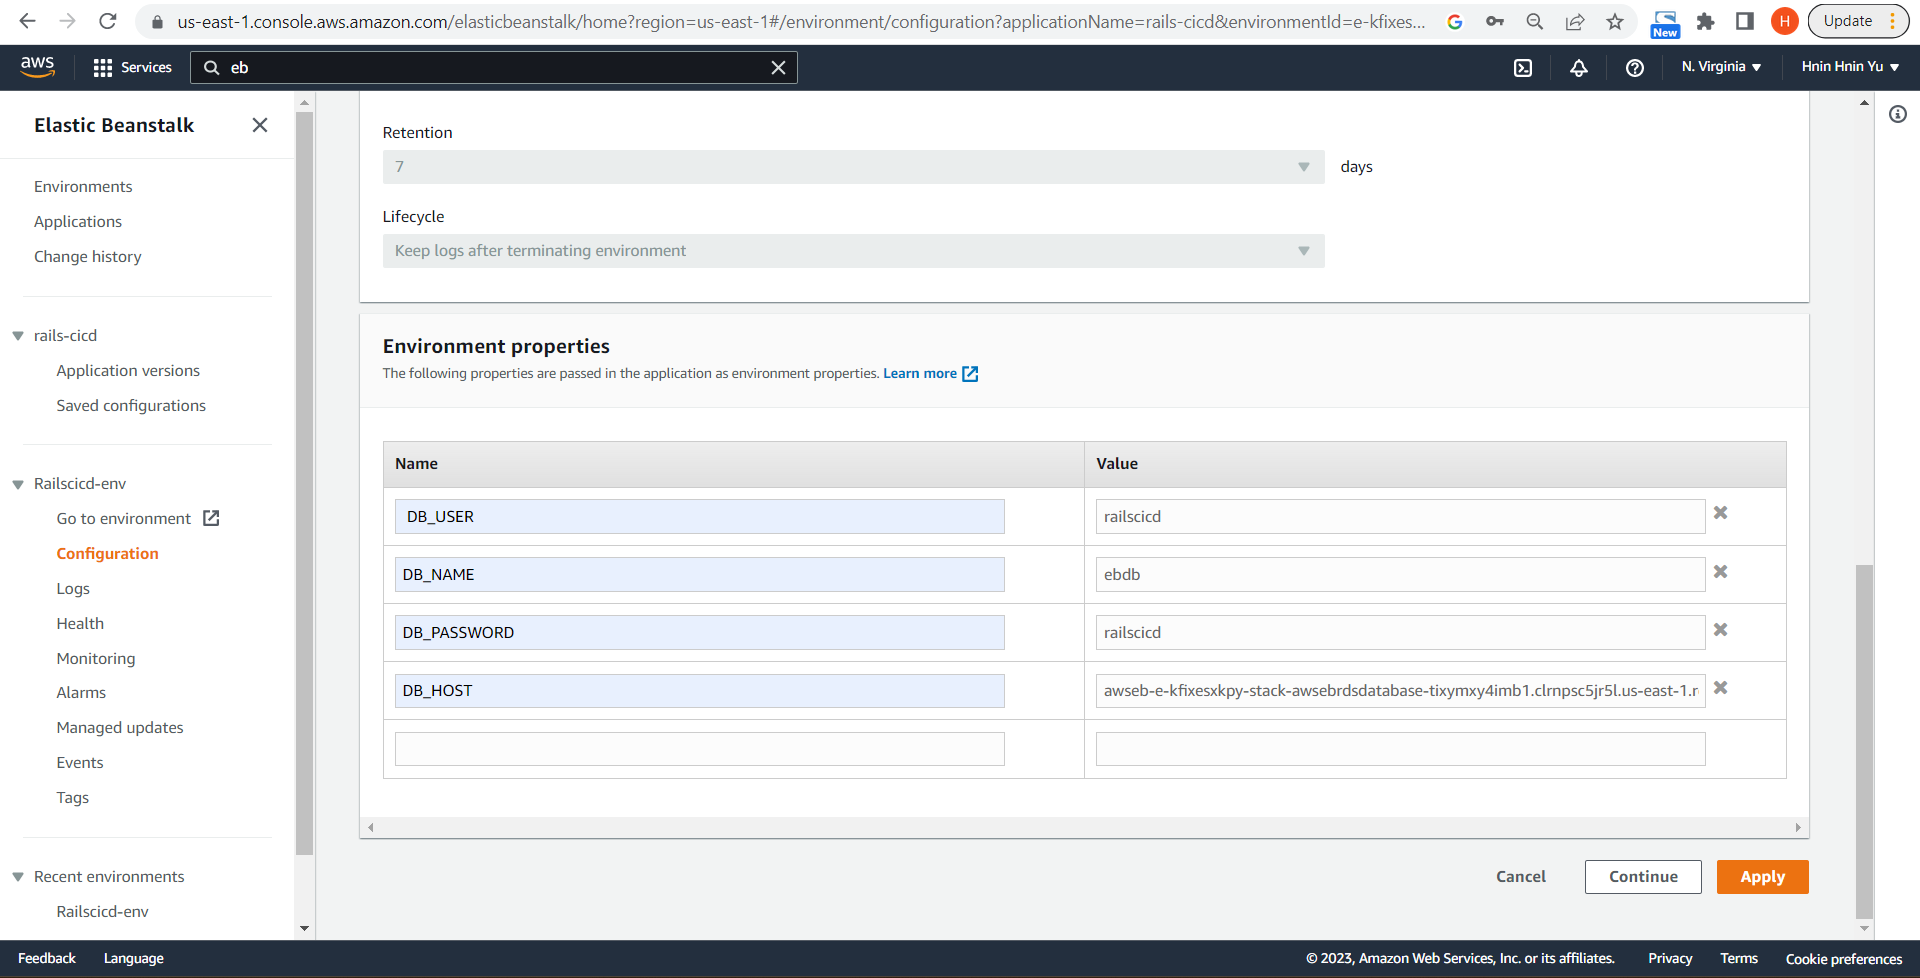 us-east-1.console.aws.amazon.com/elasticbeanstalk/home?region=us-east-1#/environment/configuration?applicationName=rails-cicd&environmentId=e-kfixes...
New
H
Update
aws
Services
eb
N. Virginia
Hnin Hnin Yu
Elastic Beanstalk
Environments
Applications
Change history
rails-cicd
Application versions
Saved configurations
Railscicd-env
Go to environment
Configuration
Logs
Health
Monitoring
Alarms
Managed updates
Events
Tags
Recent environments
Railscicd-env
Retention
7
days
Lifecycle
Keep logs after terminating environment
Environment properties
The following properties are passed in the application as environment properties. Learn more
Name Value
DB_USER railscicd
DB_NAME ebdb
DB_PASSWORD railscicd
DB_HOST awseb-e-kfixesxkpy-stack-awsebrdsdatabase-tixymxy4imb1.clrnpsc5jr5l.us-east-1.r
Cancel Continue Apply
Feedback Language © 2023, Amazon Web Services, Inc. or its affiliates. Privacy Terms Cookie preferences